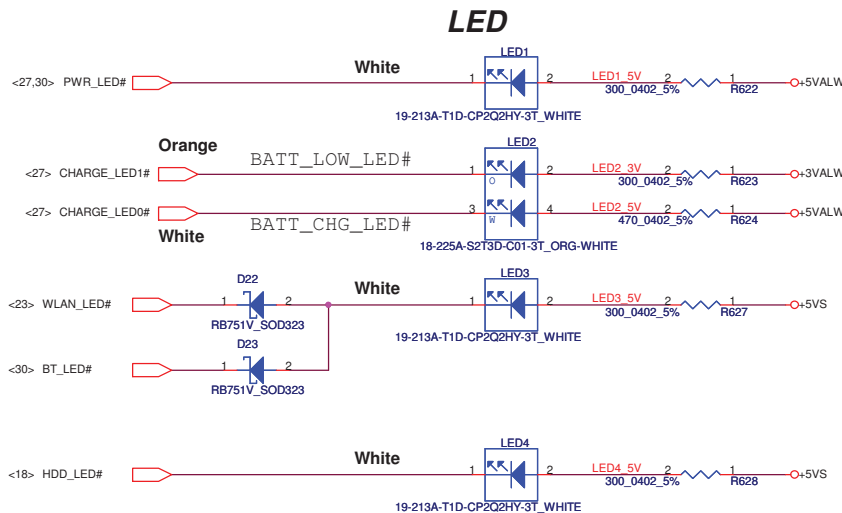 LED
White LED1
<27,30> PWR_LED# 1 2 LED1_5V 2 1 +5VALW
300_0402_5% R622
19-213A-T1D-CP2Q2HY-3T_WHITE
Orange LED2
BATT_LOW_LED#
<27> CHARGE_LED1# 1 O 2 LED2_3V 2 1 +3VALW
300_0402_5% R623
<27> CHARGE_LED0# 3 W 4 LED2_5V 2 1 +5VALW
BATT_CHG_LED# 470_0402_5% R624
White
18-225A-S2T3D-C01-3T_ORG-WHITE
D22 White LED3
<23> WLAN_LED# 1 2 1 2 LED3_5V 2 1 +5VS
300_0402_5% R627
RB751V_SOD323
19-213A-T1D-CP2Q2HY-3T_WHITE
D23
<30> BT_LED# 1 2
RB751V_SOD323
White LED4
<18> HDD_LED# 1 2 LED4_5V 2 1 +5VS
300_0402_5% R628
19-213A-T1D-CP2Q2HY-3T_WHITE